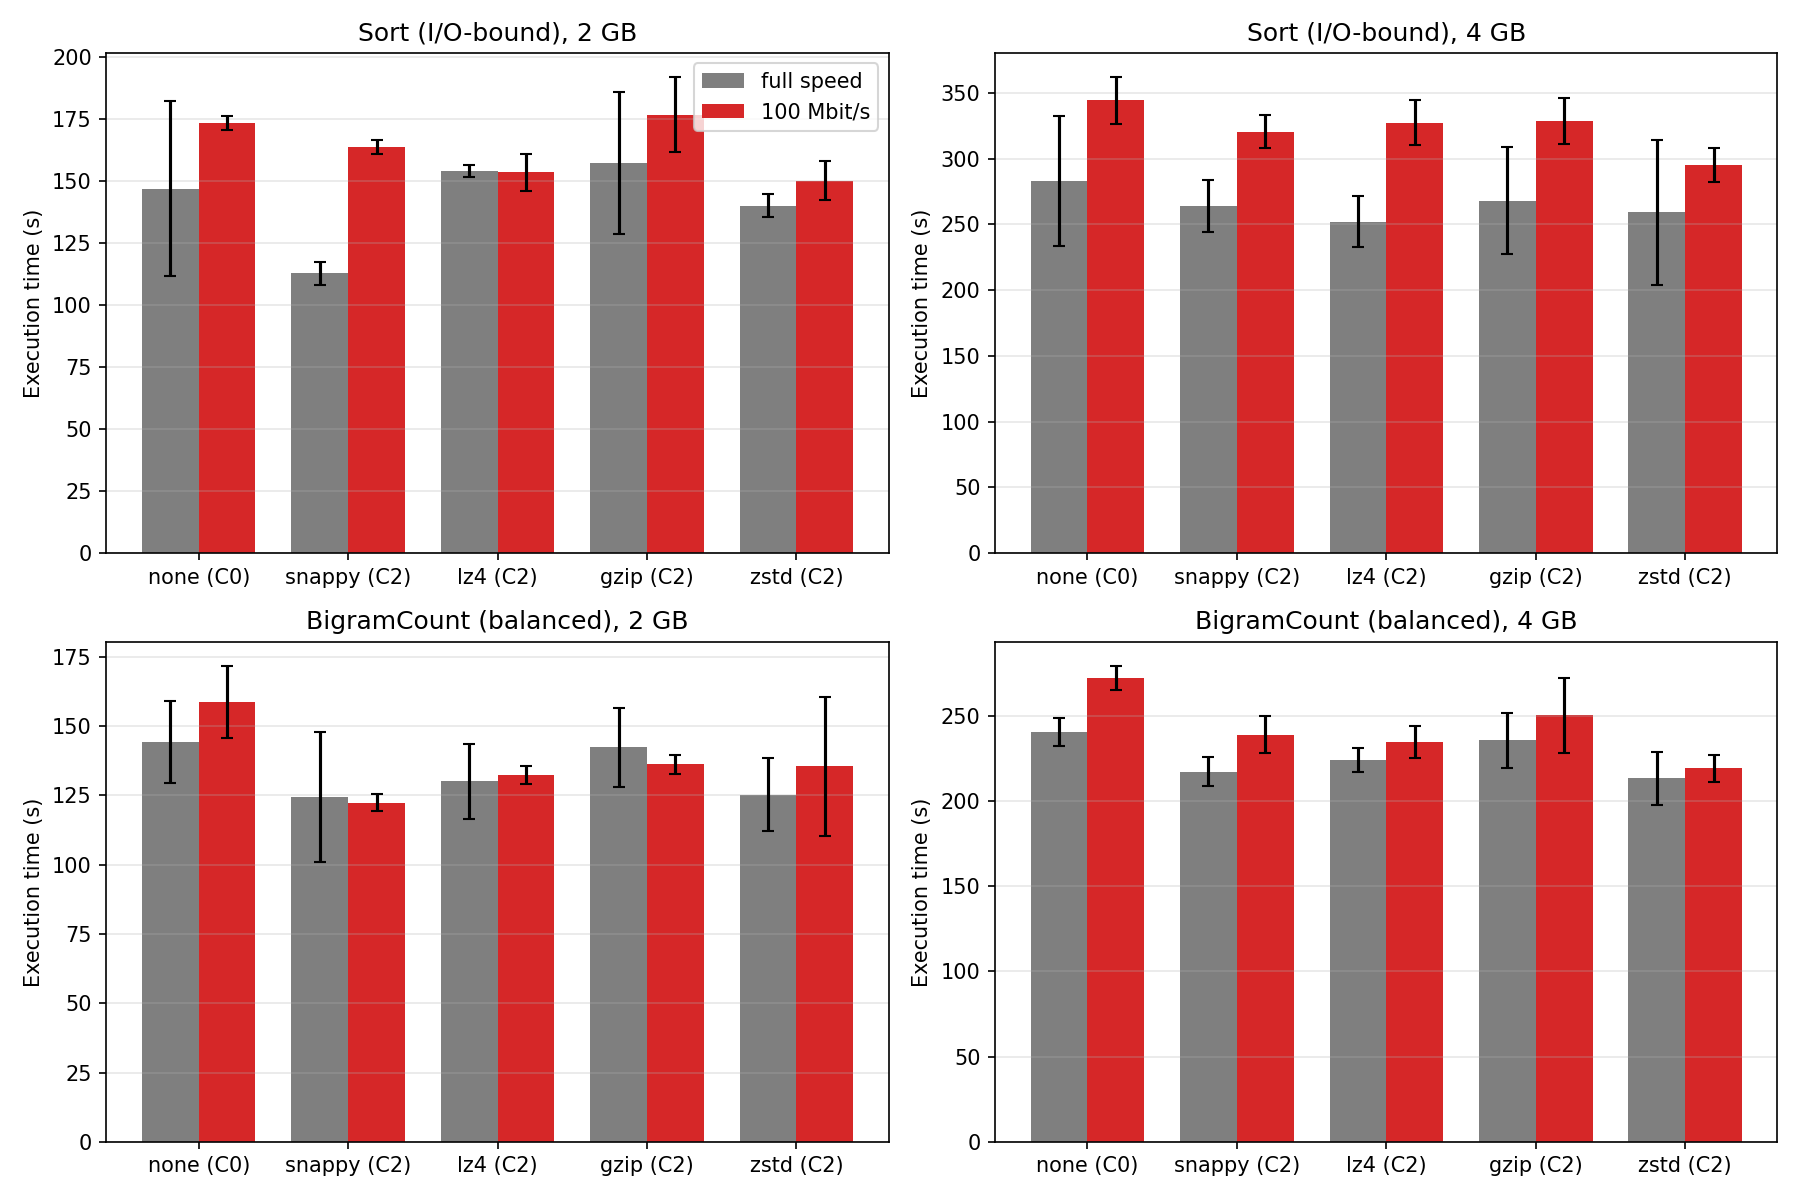 Sort (I/O-bound), 2 GB
Execution time (s)
200
175
150
125
100
75
50
25
0
full speed
100 Mbit/s
none (C0) snappy (C2) lz4 (C2) gzip (C2) zstd (C2)
Sort (I/O-bound), 4 GB
Execution time (s)
350
300
250
200
150
100
50
0
none (C0) snappy (C2) lz4 (C2) gzip (C2) zstd (C2)
BigramCount (balanced), 2 GB
Execution time (s)
175
150
125
100
75
50
25
0
none (C0) snappy (C2) lz4 (C2) gzip (C2) zstd (C2)
BigramCount (balanced), 4 GB
Execution time (s)
250
200
150
100
50
0
none (C0) snappy (C2) lz4 (C2) gzip (C2) zstd (C2)